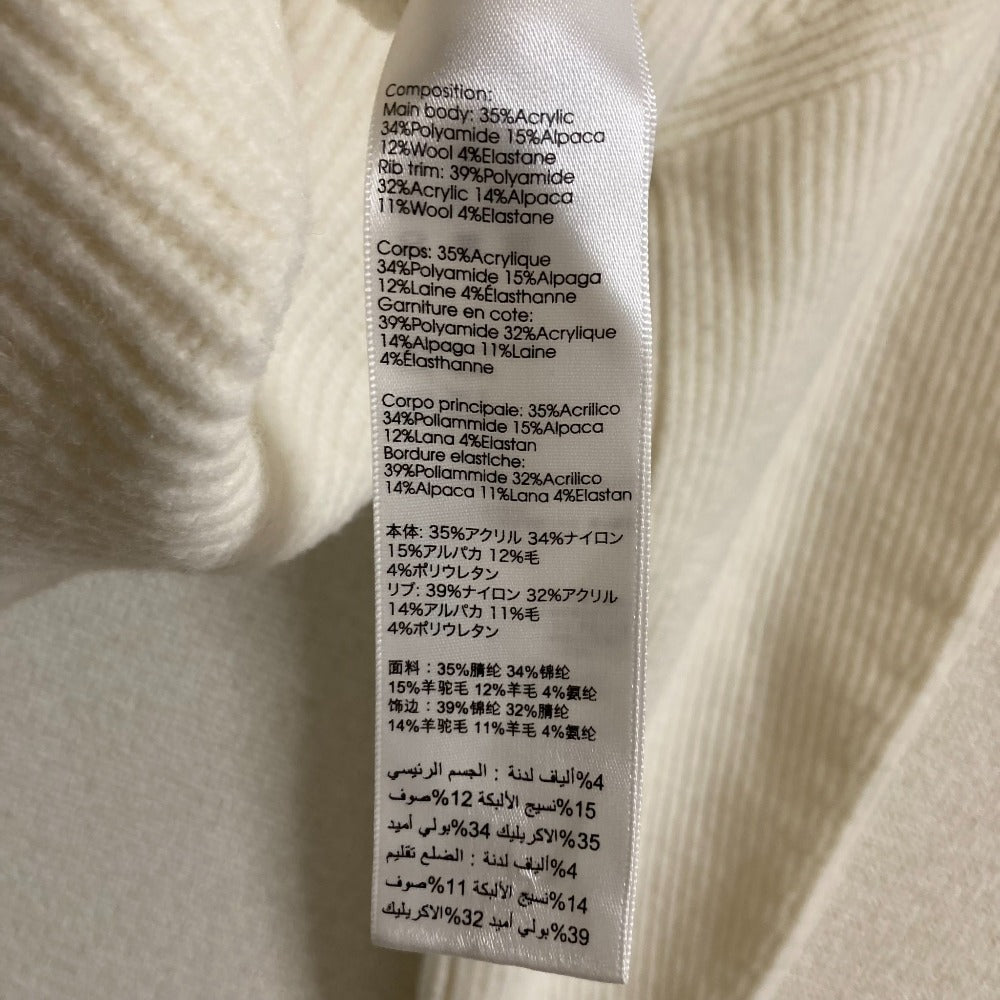 Composition:
Main body: 35%Acrylic
34%Polyamide 15%Alpaca
12%Wool 4%Elastane
Rib trim: 39%Polyamide
32%Acrylic 14%Alpaca
11%Wool 4%Elastane
Corps: 35%Acrylique
34%Polyamide 15%Alpaga
12%Laine 4%Élasthanne
Garniture en cote:
39%Polyamide 32%Acrylique
14%Alpaga 11%Laine
4%Élasthanne
Corpo principale: 35%Acrilico
34%Poliammide 15%Alpaca
12%Lana 4%Elastan
Bordure elastiche:
39%Poliammide 32%Acrilico
14%Alpaca 11%Lana 4%Elastan
本体: 35%アクリル 34%ナイロン
15%アルパカ 12%毛
4%ポリウレタン
リブ: 39%ナイロン 32%アクリル
14%アルパカ 11%毛
4%ポリウレタン
面料：35%腈纶 34%锦纶
15%羊驼毛 12%羊毛 4%氨纶
饰边：39%锦纶 32%腈纶
14%羊驼毛 11%羊毛 4%氨纶
4%ألياف لدنة : الجسم الرئيسي
15%نسيج الألبكة 12%صوف
35%الاكريليك 34%بولي أميد
4%ألياف لدنة : الضلع تقليم
14%نسيج الألبكة 11%صوف
39%بولي أميد 32%الاكريليك